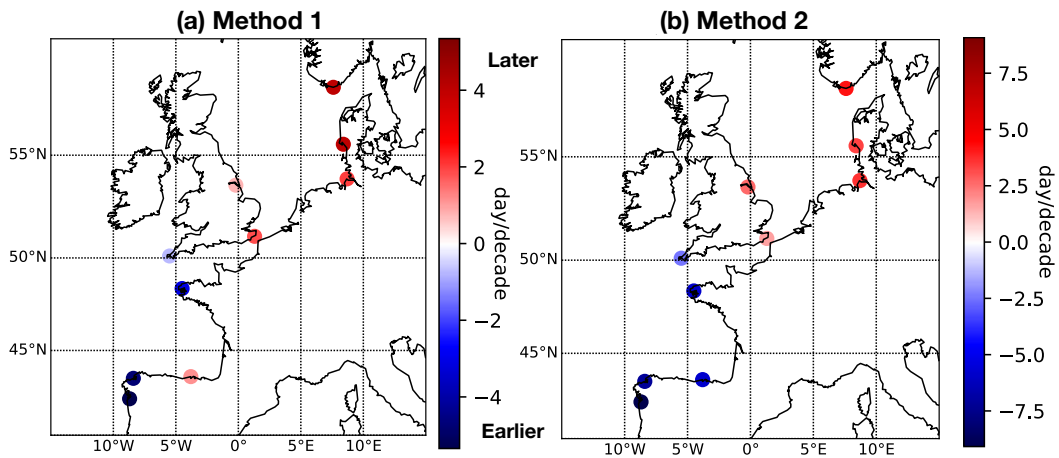 (a) Method 1
(b) Method 2
Later
Earlier
55°N
50°N
45°N
10°W 5°W 0° 5°E 10°E
4
2
0
−2
−4
day/decade
55°N
50°N
45°N
10°W 5°W 0° 5°E 10°E
7.5
5.0
2.5
0.0
−2.5
−5.0
−7.5
day/decade